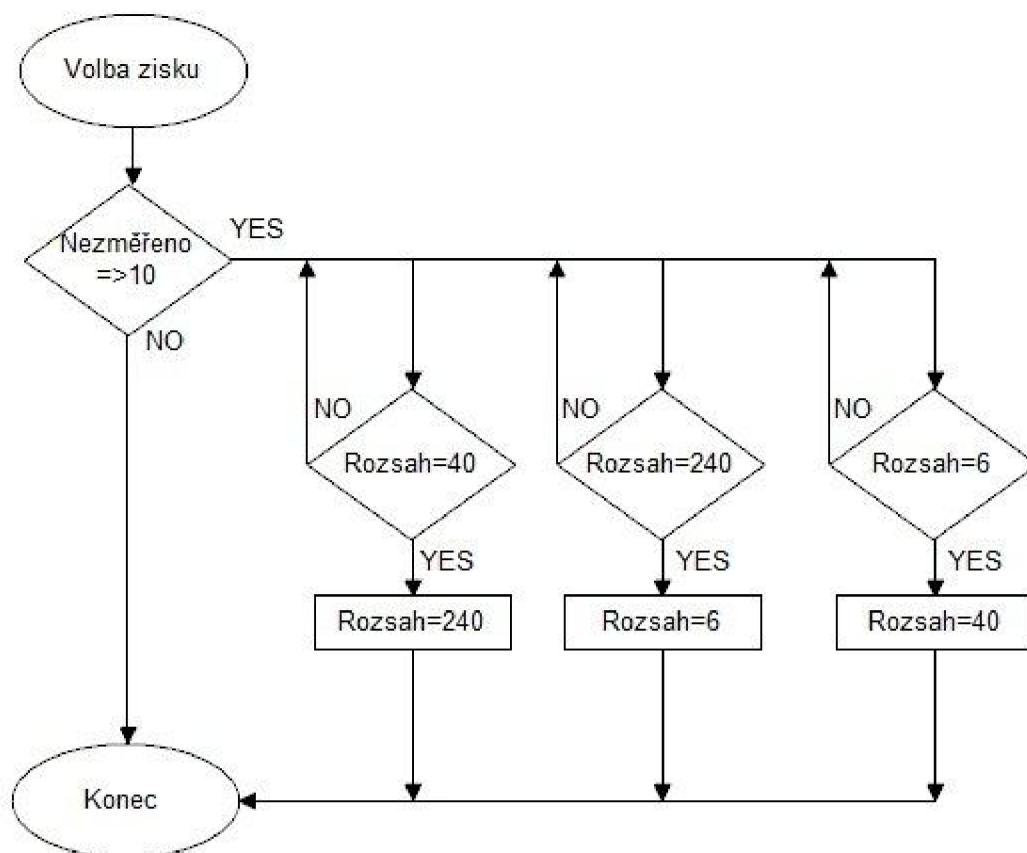 Volba zisku
Nezměřeno
=>10
YES
NO
NO
Rozsah=40
YES
Rozsah=240
NO
Rozsah=240
YES
Rozsah=6
NO
Rozsah=6
YES
Rozsah=40
Konec